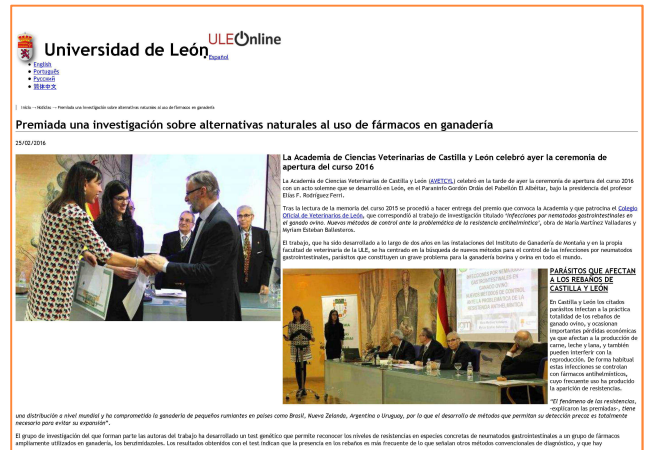 ULEOnline
Universidad de León
Español
English
Português
Русский
简体中文
Inicio → Noticias → Premiada una investigación sobre alternativas naturales al uso de fármacos en ganadería
Premiada una investigación sobre alternativas naturales al uso de fármacos en ganadería
25/02/2016
La Academia de Ciencias Veterinarias de Castilla y León celebró ayer la ceremonia de
apertura del curso 2016
La Academia de Ciencias Veterinarias de Castilla y León (AVETCYL) celebró en la tarde de ayer la ceremonia de apertura del curso 2016
con un acto solemne que se desarrolló en León, en el Paraninfo Gordón Ordás del Pabellón El Albéitar, bajo la presidencia del profesor
Elías F. Rodríguez Ferri.
Tras la lectura de la memoria del curso 2015 se procedió a hacer entrega del premio que convoca la Academia y que patrocina el Colegio
Oficial de Veterinarios de León, que correspondió al trabajo de investigación titulado 'Infecciones por nematodos gastrointestinales en
el ganado ovino. Nuevos métodos de control ante la problemática de la resistencia antihelmíntica', obra de María Martínez Valladares y
Myriam Esteban Ballesteros.
El trabajo, que ha sido desarrollado a lo largo de dos años en las instalaciones del Instituto de Ganadería de Montaña y en la propia
facultad de veterinaria de la ULE, se ha centrado en la búsqueda de nuevos métodos para el control de las infecciones por nematodos
gastrointestinales, parásitos que constituyen un grave problema para la ganadería bovina y ovina en todo el mundo.
INFECCIONES POR NEMATODOS
GASTROINTESTINALES EN
GANADO OVINO.
NUEVOS MÉTODOS DE CONTROL
ANTE LA PROBLEMÁTICA DE LA
RESISTENCIA ANTIHELMÍNTICA
PARÁSITOS QUE AFECTAN
A LOS REBAÑOS DE
CASTILLA Y LEÓN
En Castilla y León los citados
parásitos infectan a la práctica
totalidad de los rebaños de
ganado ovino, y ocasionan
importantes pérdidas económicas
ya que afectan a la producción de
carne, leche y lana, y también
pueden interferir con la
reproducción. De forma habitual
estas infecciones se controlan
con fármacos antihelmínticos,
cuyo frecuente uso ha producido
la aparición de resistencias.
"El fenómeno de las resistencias,
-explicaron las premiadas-, tiene
una distribución a nivel mundial y ha comprometido la ganadería de pequeños rumiantes en países como Brasil, Nueva Zelanda, Argentina o Uruguay, por lo que el desarrollo de métodos que permitan su detección precoz es totalmente
necesario para evitar su expansión".
El grupo de investigación del que forman parte las autoras del trabajo ha desarrollado un test genético que permite reconocer los niveles de resistencias en especies concretas de neumatodos gastrointestinales a un grupo de fármacos
ampliamente utilizados en ganadería, los benzimidazoles. Los resultados obtenidos con el test indican que la presencia en los rebaños es más frecuente de lo que señalan otros métodos convencionales de diagnóstico, y que hay